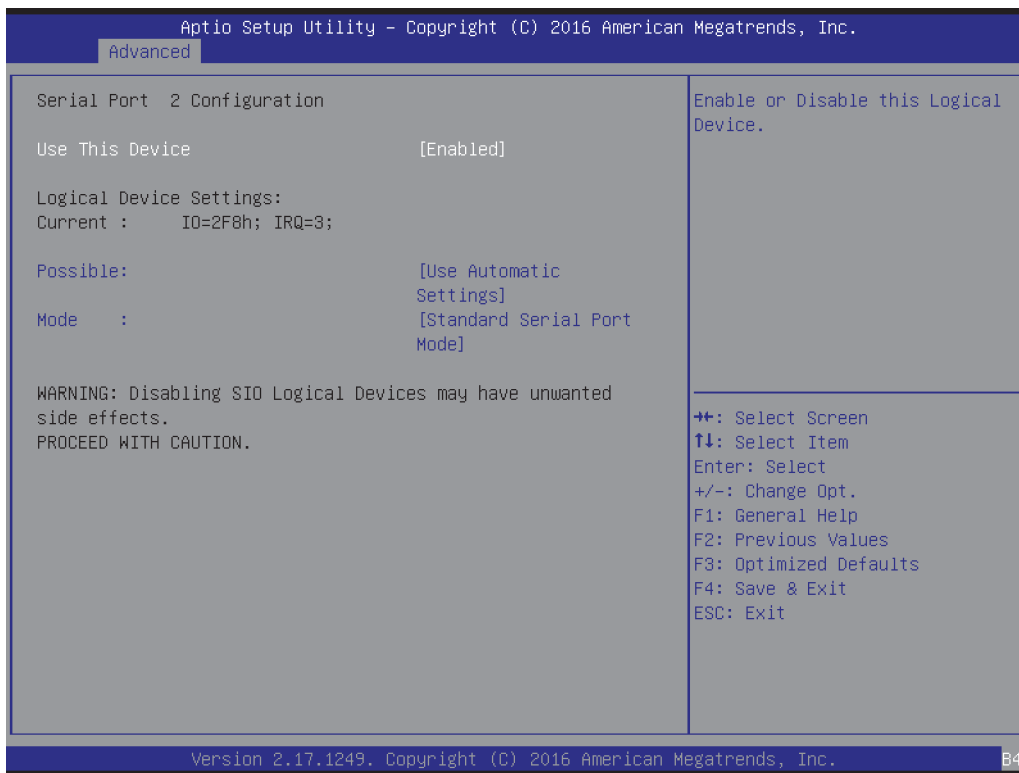 Aptio Setup Utility – Copyright (C) 2016 American Megatrends, Inc.
Advanced
Serial Port 2 Configuration
Use This Device [Enabled]
Logical Device Settings:
Current : IO=2F8h; IRQ=3;
Possible: [Use Automatic
Settings]
Mode : [Standard Serial Port
Mode]
WARNING: Disabling SIO Logical Devices may have unwanted
side effects.
PROCEED WITH CAUTION.
Enable or Disable this Logical
Device.
→←: Select Screen
↑↓: Select Item
Enter: Select
+/-: Change Opt.
F1: General Help
F2: Previous Values
F3: Optimized Defaults
F4: Save & Exit
ESC: Exit
Version 2.17.1249. Copyright (C) 2016 American Megatrends, Inc.
B4